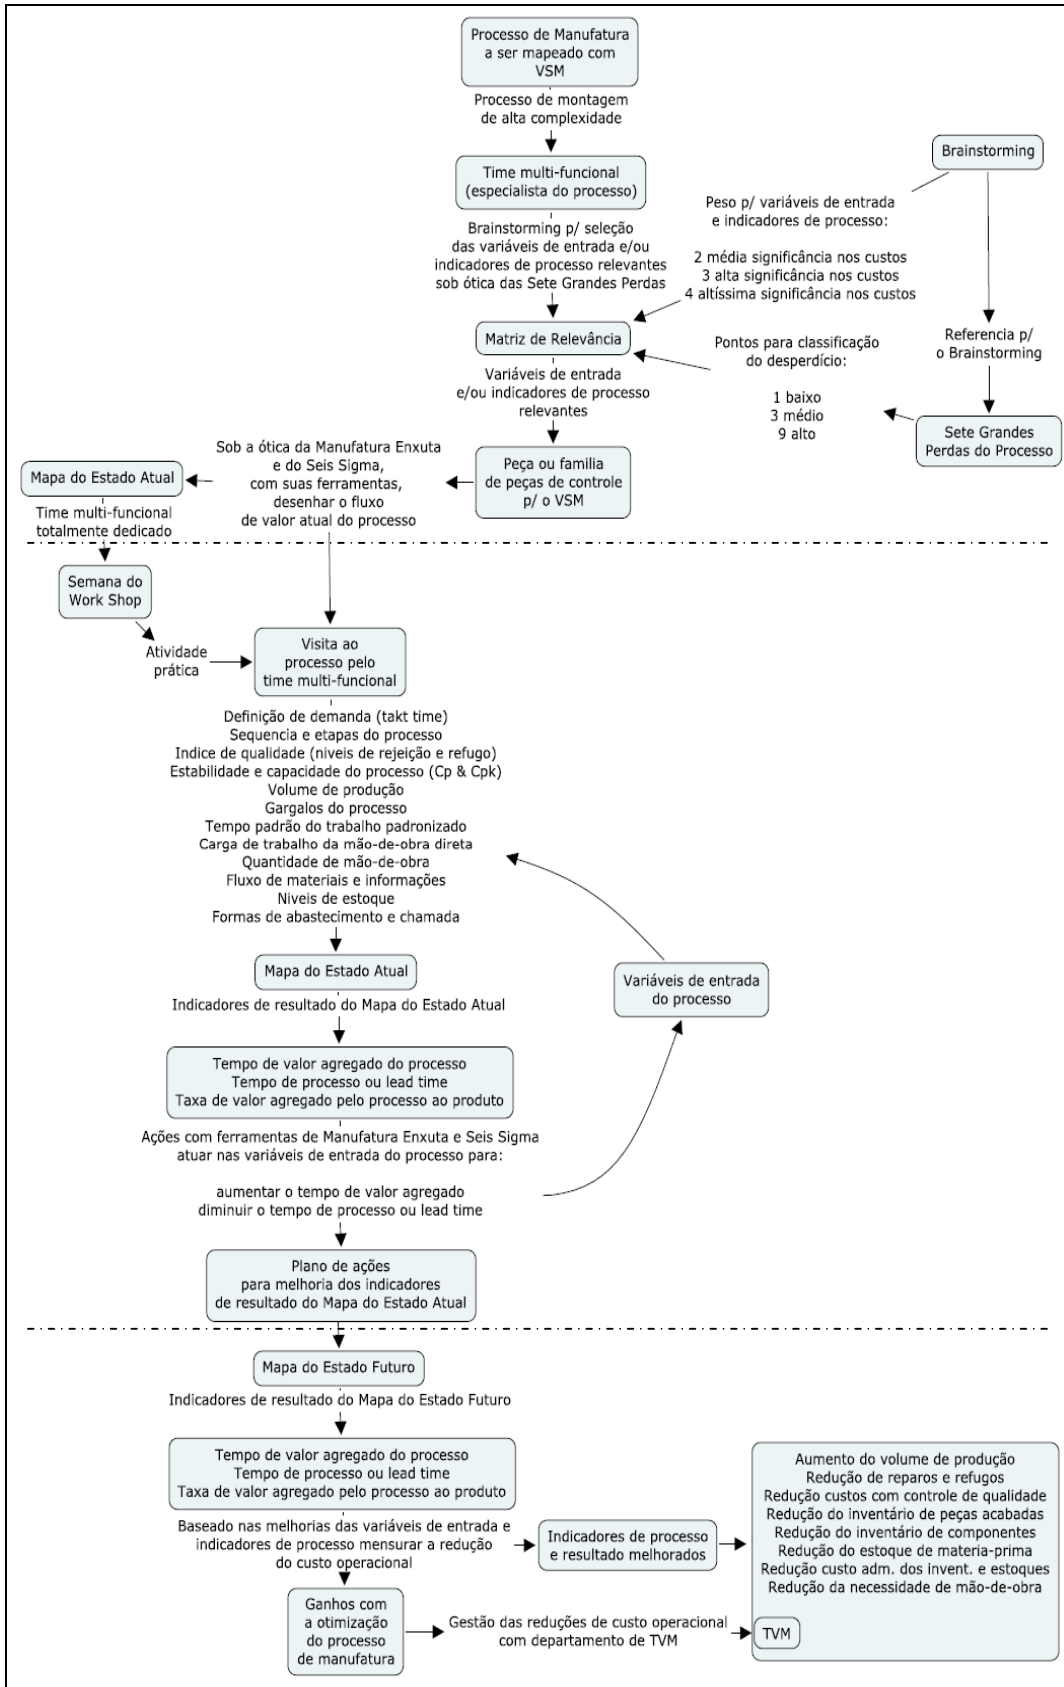 Processo de Manufatura
a ser mapeado com
VSM
Processo de montagem
de alta complexidade
Time multi-funcional
(especialista do processo)
Brainstorming p/ seleção
das variáveis de entrada e/ou
indicadores de processo relevantes
sob ótica das Sete Grandes Perdas
Brainstorming
Peso p/ variáveis de entrada
e indicadores de processo:
2 média significância nos custos
3 alta significância nos custos
4 altíssima significância nos custos
Matriz de Relevância
Referencia p/
o Brainstorming
Pontos para classificação
do desperdício:
1 baixo
3 médio
9 alto
Sete Grandes
Perdas do Processo
Variáveis de entrada
e/ou indicadores de processo
relevantes
Peça ou familia
de peças de controle
p/ o VSM
Sob a ótica da Manufatura Enxuta
e do Seis Sigma,
com suas ferramentas,
desenhar o fluxo
de valor atual do processo
Mapa do Estado Atual
Time multi-funcional
totalmente dedicado
Semana do
Work Shop
Atividade
prática
Visita ao
processo pelo
time multi-funcional
Definição de demanda (takt time)
Sequencia e etapas do processo
Indice de qualidade (niveis de rejeição e refugo)
Estabilidade e capacidade do processo (Cp & Cpk)
Volume de produção
Gargalos do processo
Tempo padrão do trabalho padronizado
Carga de trabalho da mão-de-obra direta
Quantidade de mão-de-obra
Fluxo de materiais e informações
Niveis de estoque
Formas de abastecimento e chamada
Mapa do Estado Atual
Variáveis de entrada
do processo
Indicadores de resultado do Mapa do Estado Atual
Tempo de valor agregado do processo
Tempo de processo ou lead time
Taxa de valor agregado pelo processo ao produto
Ações com ferramentas de Manufatura Enxuta e Seis Sigma
atuar nas variáveis de entrada do processo para:
aumentar o tempo de valor agregado
diminuir o tempo de processo ou lead time
Plano de ações
para melhoria dos indicadores
de resultado do Mapa do Estado Atual
Mapa do Estado Futuro
Indicadores de resultado do Mapa do Estado Futuro
Tempo de valor agregado do processo
Tempo de processo ou lead time
Taxa de valor agregado pelo processo ao produto
Baseado nas melhorias das variáveis de entrada e
indicadores de processo mensurar a redução
do custo operacional
Indicadores de processo
e resultado melhorados
Aumento do volume de produção
Redução de reparos e refugos
Redução custos com controle de qualidade
Redução do inventário de peças acabadas
Redução do inventário de componentes
Redução do estoque de materia-prima
Redução custo adm. dos invent. e estoques
Redução da necessidade de mão-de-obra
Ganhos com
a otimização
do processo
de manufatura
Gestão das reduções de custo operacional
com departamento de TVM
TVM